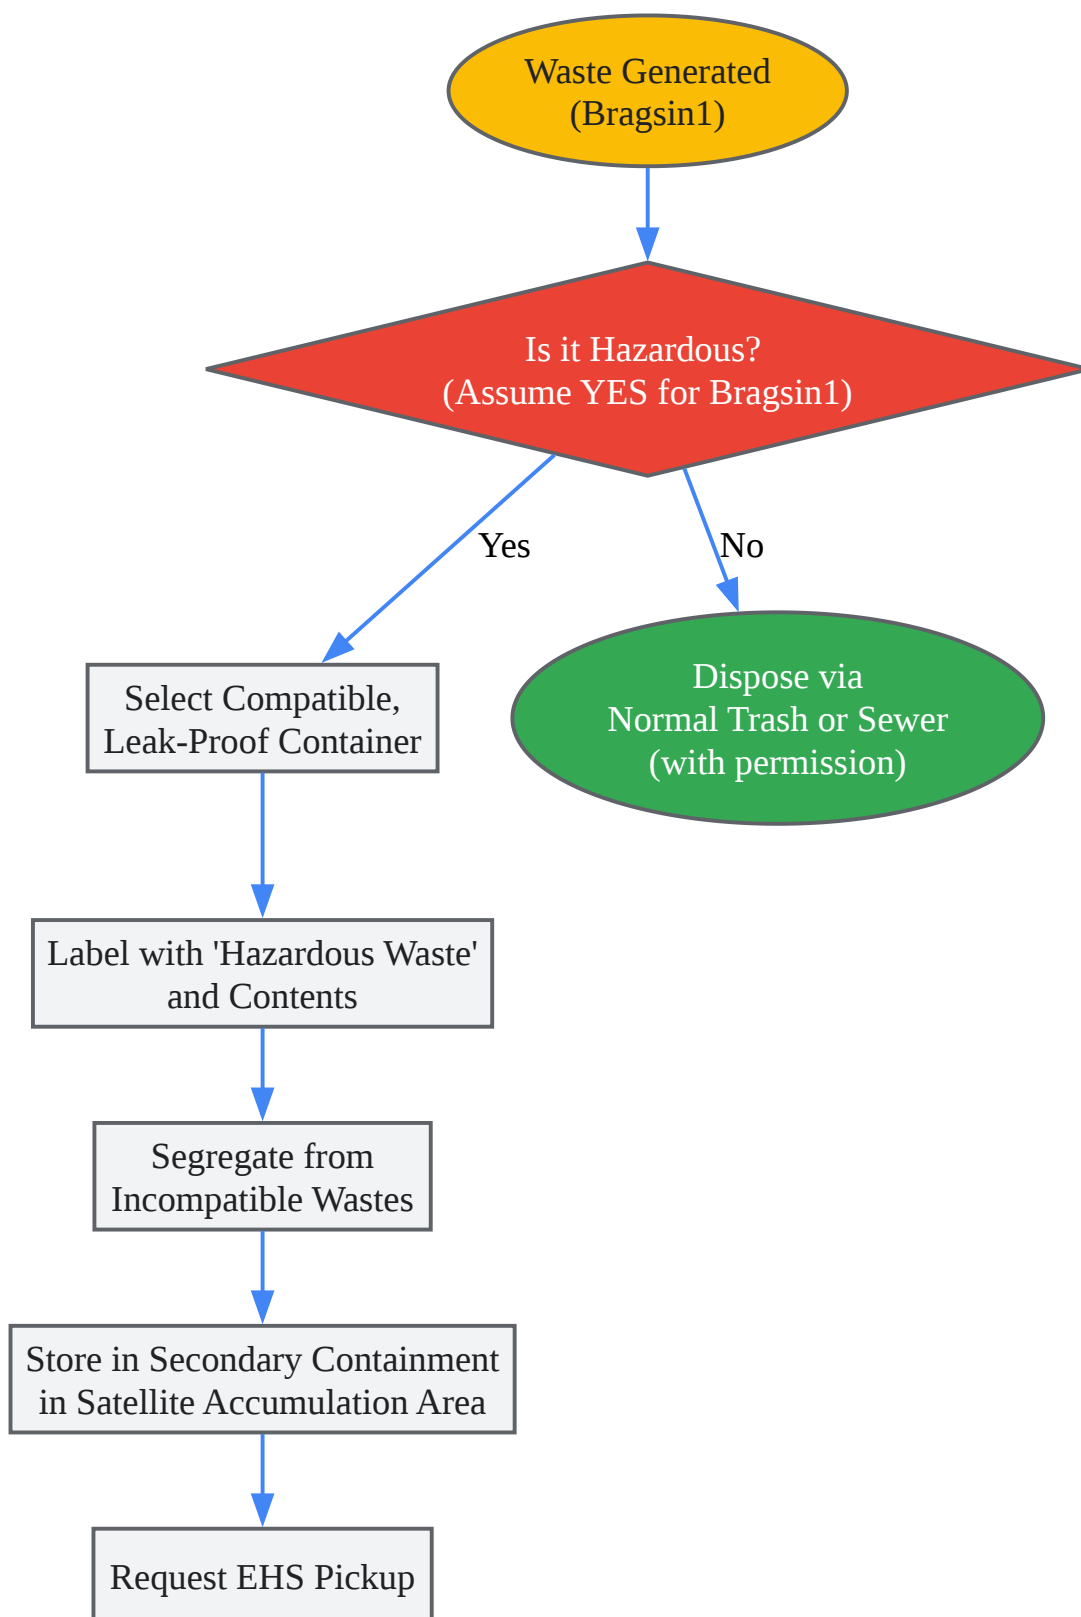 Waste Generated
(Bragsin1)
Is it Hazardous?
(Assume YES for Bragsin1)
Yes
No
Select Compatible,
Leak-Proof Container
Dispose via
Normal Trash or Sewer
(with permission)
Label with 'Hazardous Waste'
and Contents
Segregate from
Incompatible Wastes
Store in Secondary Containment
in Satellite Accumulation Area
Request EHS Pickup